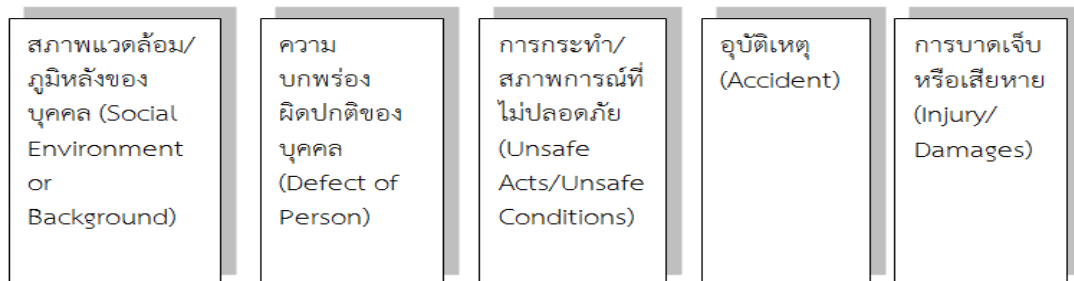 สภาพแวดล้อม/
ภูมิหลังของ
บุคคล (Social
Environment
or
Background)
ความ
บกพร่อง
ผิดปกติของ
บุคคล
(Defect of
Person)
การกระทำ/
สภาพการณ์ที่
ไม่ปลอดภัย
(Unsafe
Acts/Unsafe
Conditions)
อุบัติเหตุ
(Accident)
การบาดเจ็บ
หรือเสียหาย
(Injury/
Damages)